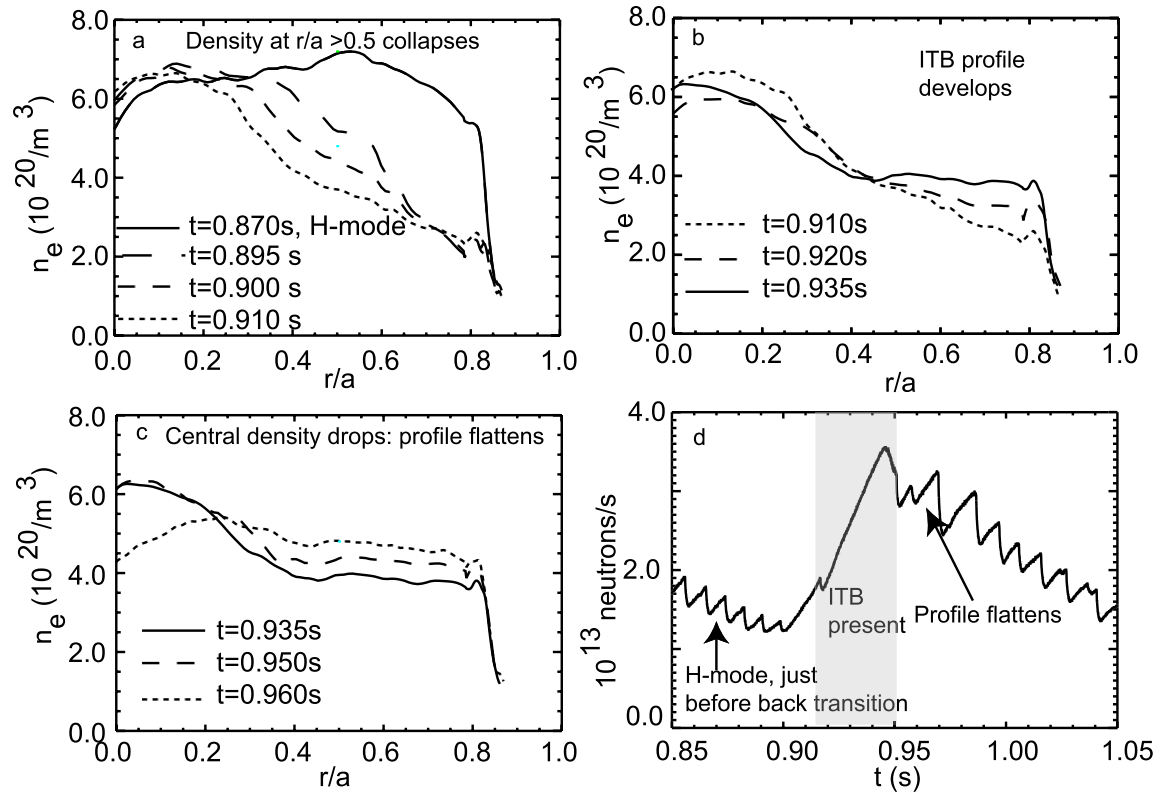 a Density at r/a >0.5 collapses
8.0
6.0
4.0
2.0
0.0
n_e (10^20/m^3)
t=0.870s, H-mode
t=0.895 s
t=0.900 s
t=0.910 s
0.0 0.2 0.4 0.6 0.8 1.0
r/a
b
ITB profile
develops
8.0
6.0
4.0
2.0
0.0
n_e (10^20/m^3)
t=0.910s
t=0.920s
t=0.935s
0.0 0.2 0.4 0.6 0.8 1.0
r/a
c Central density drops: profile flattens
8.0
6.0
4.0
2.0
0.0
n_e (10^20/m^3)
t=0.935s
t=0.950s
t=0.960s
0.0 0.2 0.4 0.6 0.8 1.0
r/a
d
4.0
2.0
0.0
10^13 neutrons/s
ITB
present
Profile flattens
H-mode, just
before back transition
0.85 0.90 0.95 1.00 1.05
t (s)